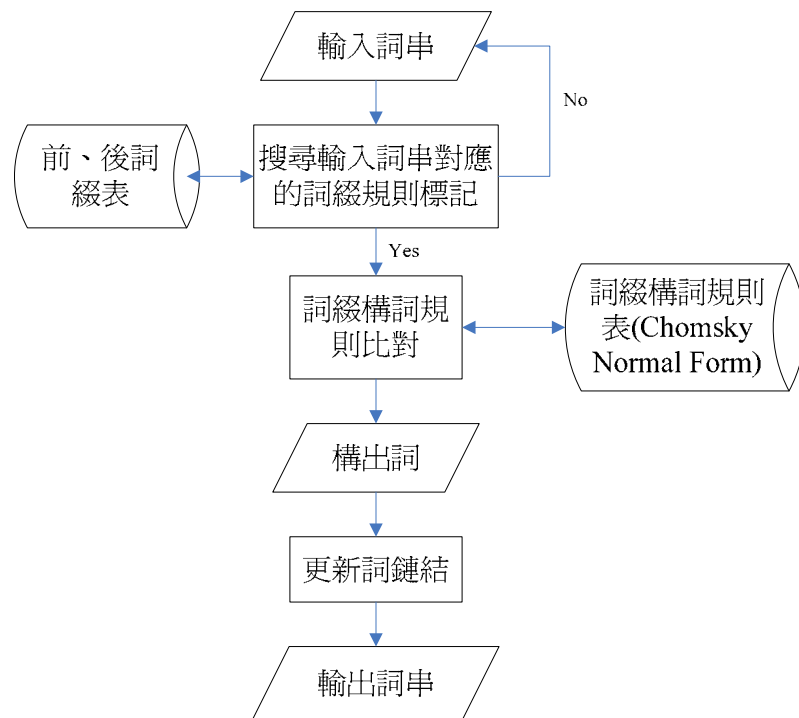 輸入詞串
No
前、後詞
綴表
搜尋輸入詞串對應
的詞綴規則標記
Yes
詞綴構詞規
則比對
詞綴構詞規則
表(Chomsky
Normal Form)
構出詞
更新詞鏈結
輸出詞串